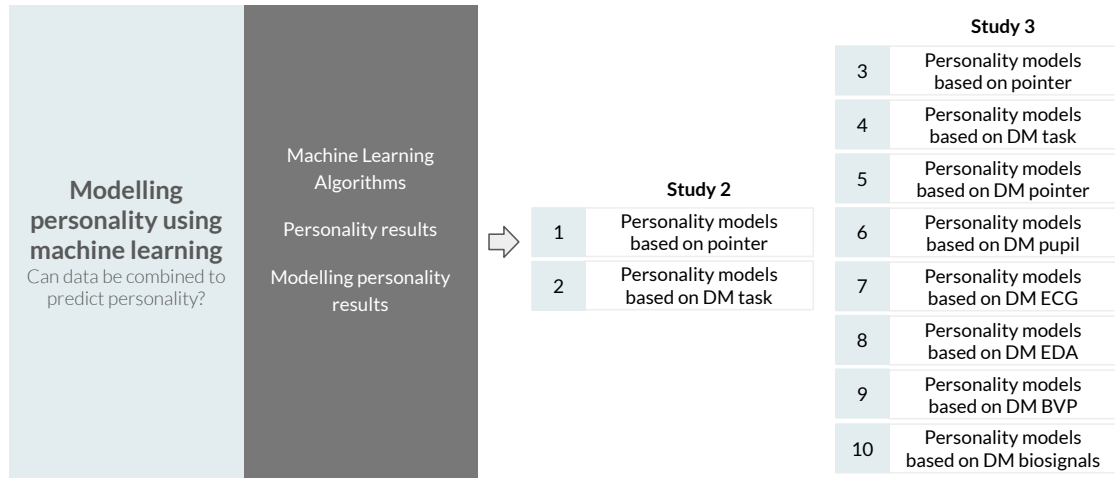 Modelling
personality using
machine learning
Can data be combined to
predict personality?
Machine Learning
Algorithms
Personality results
Modelling personality
results
Study 2
1
Personality models
based on pointer
2
Personality models
based on DM task
Study 3
3
Personality models
based on pointer
4
Personality models
based on DM task
5
Personality models
based on DM pointer
6
Personality models
based on DM pupil
7
Personality models
based on DM ECG
8
Personality models
based on DM EDA
9
Personality models
based on DM BVP
10
Personality models
based on DM biosignals